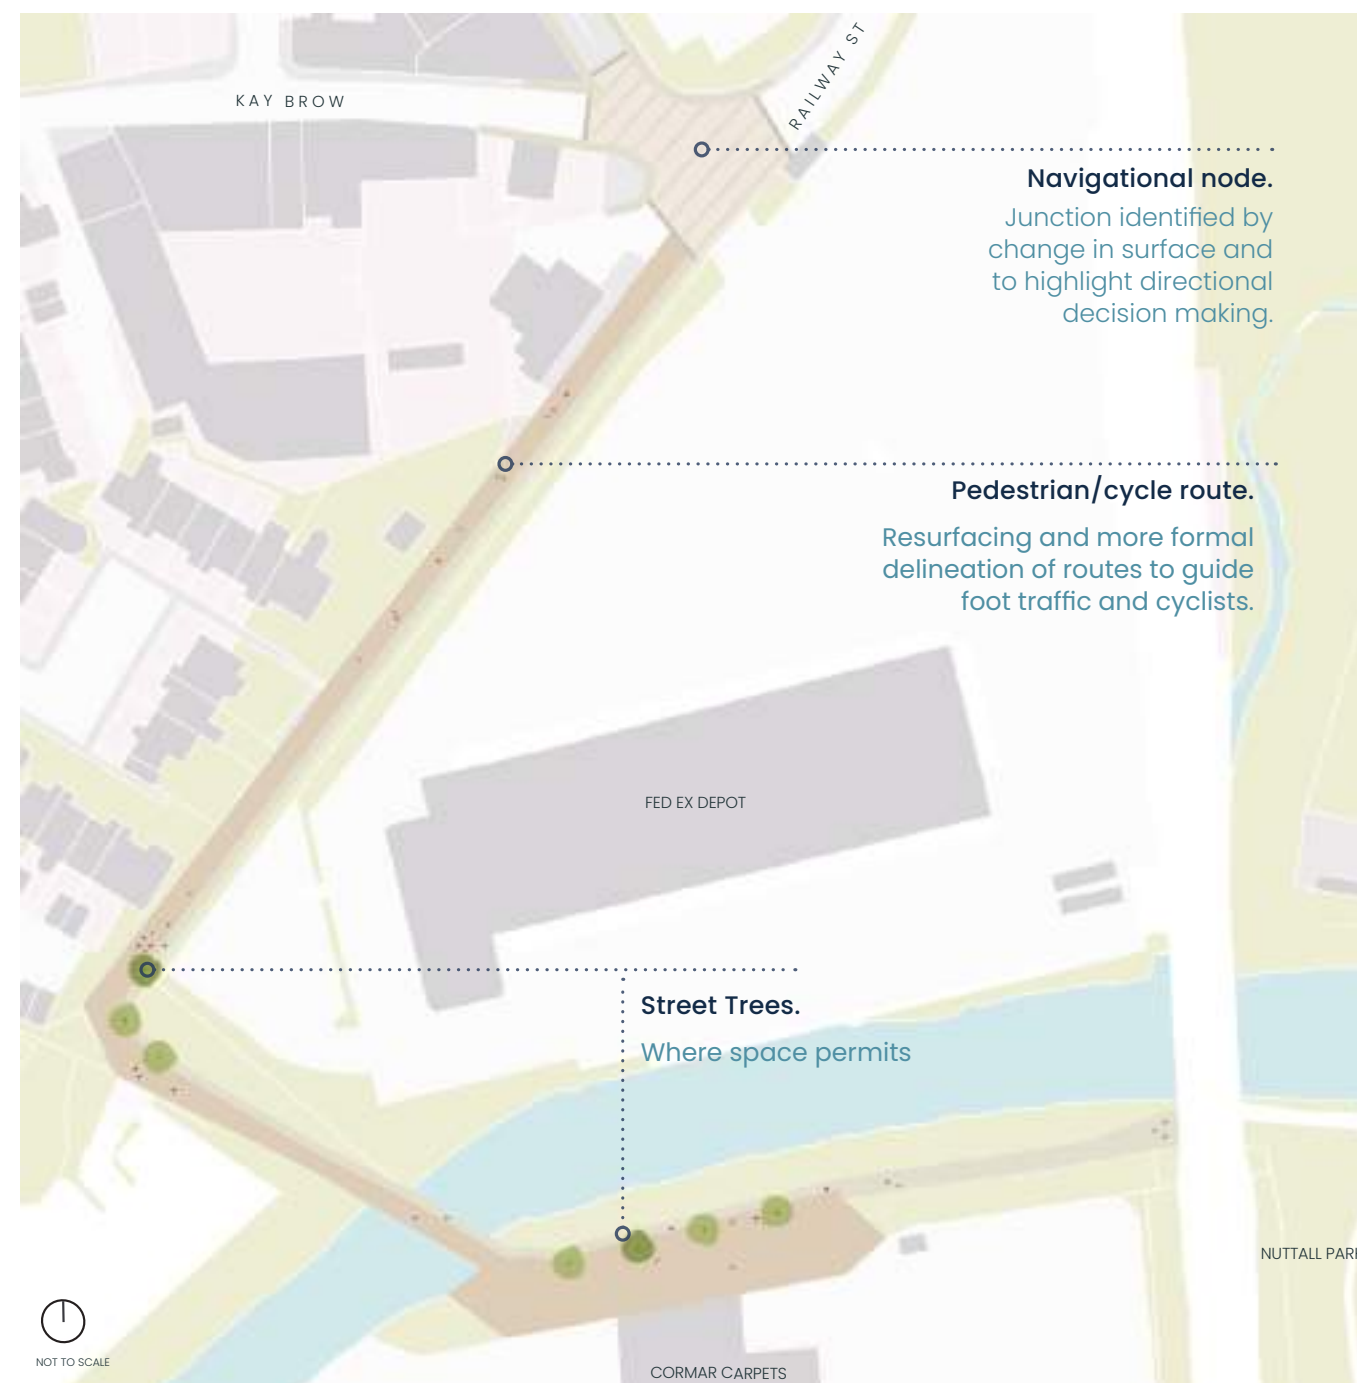 KAY BROW
RAILWAY ST
Navigational node.
Junction identified by
change in surface and
to highlight directional
decision making.
Pedestrian/cycle route.
Resurfacing and more formal
delineation of routes to guide
foot traffic and cyclists.
FED EX DEPOT
Street Trees.
Where space permits
NUTTALL PARK
NOT TO SCALE
CORMAR CARPETS